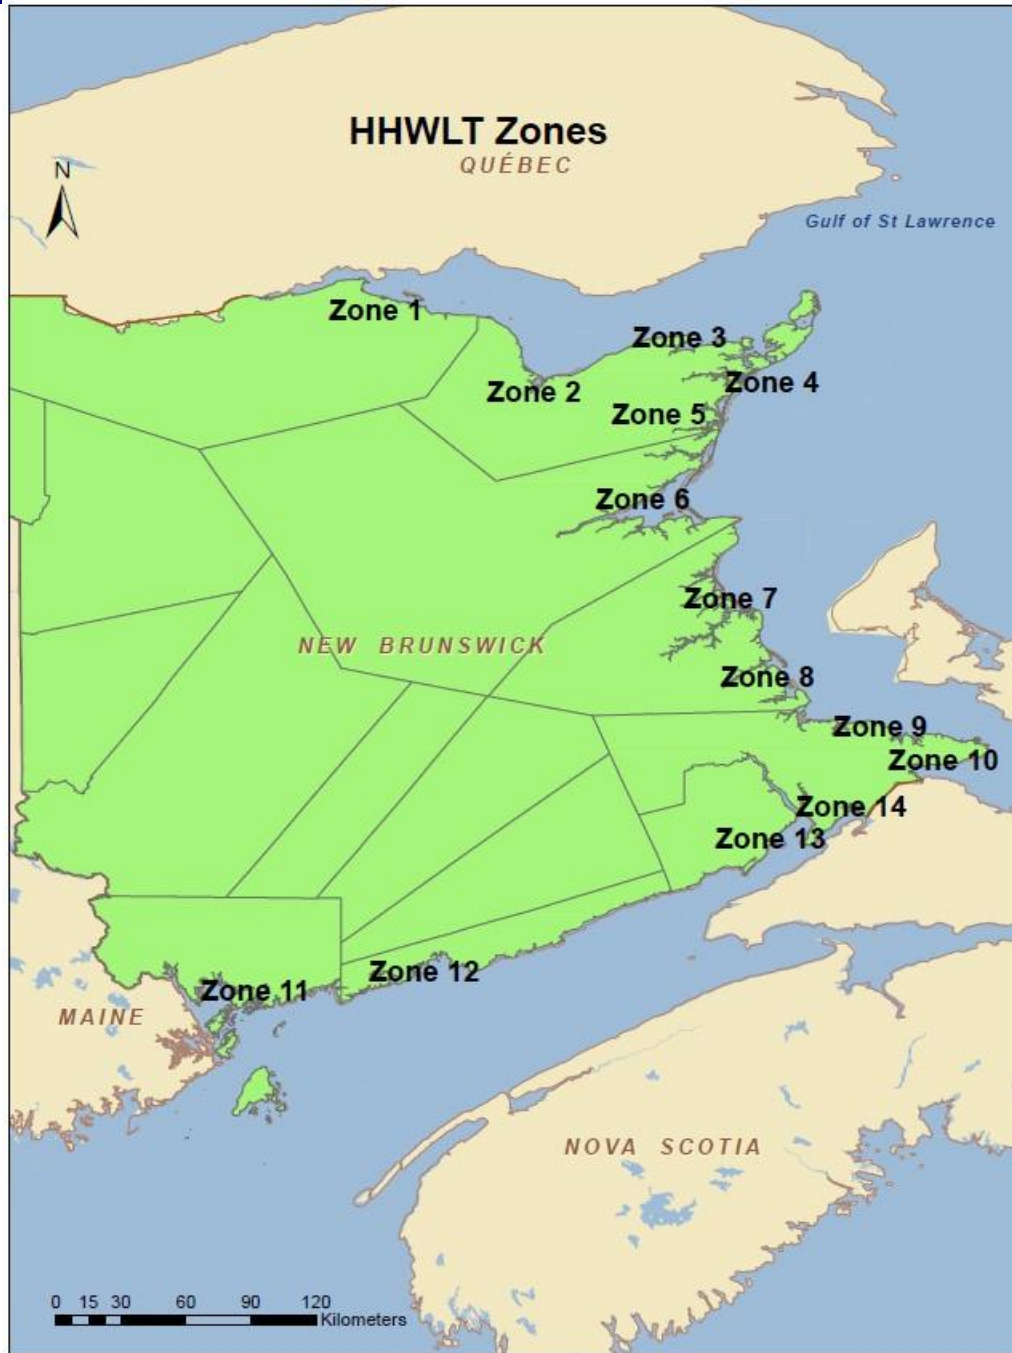 HHWLT Zones
QUÉBEC
N
Gulf of St Lawrence
Zone 1
Zone 3
Zone 2
Zone 4
Zone 5
Zone 6
Zone 7
NEW BRUNSWICK
Zone 8
Zone 9
Zone 10
Zone 14
Zone 13
Zone 12
Zone 11
MAINE
NOVA SCOTIA
0 15 30 60 90 120
Kilometers